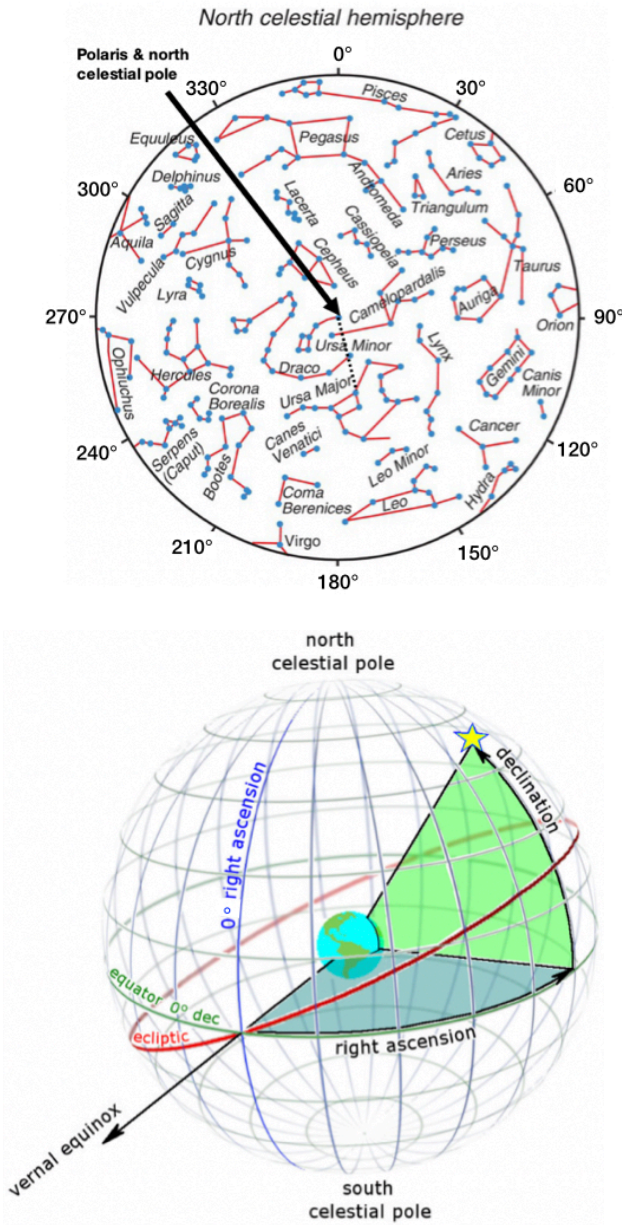 North celestial hemisphere
Polaris & north
celestial pole
0°
330°
30°
Pisces
Equuleus
Pegasus
Cetus
Delphinus
Andromeda
Aries
300°
60°
Sagitta
Lacerta
Triangulum
Aquila
Cassiopeia
Perseus
Vulpecula
Cygnus
Cepheus
Taurus
Lyra
Camelopardalis
Auriga
270°
90°
Orion
Ursa Minor
Lynx
Ophiuchus
Hercules
Draco
Gemini
Corona
Borealis
Ursa Major
Canis
Minor
240°
Serpens
(Caput)
Bootes
Canes
Venatici
Cancer
120°
Leo Minor
Coma
Berenices
Leo
Hydra
Virgo
210°
150°
180°
north
celestial pole
declination
0° right ascension
equator 0° dec
ecliptic
right ascension
vernal equinox
south
celestial pole